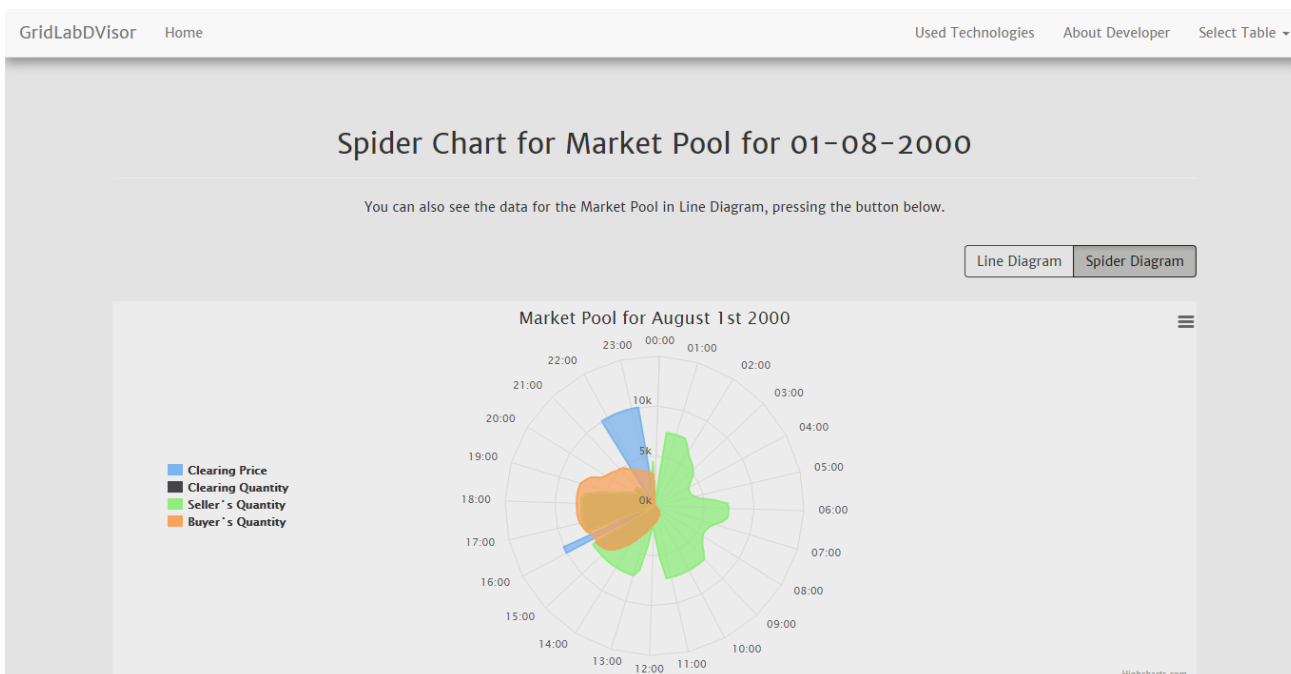 GridLabDVisor Home Used Technologies About Developer Select Table
Spider Chart for Market Pool for 01-08-2000
You can also see the data for the Market Pool in Line Diagram, pressing the button below.
Line Diagram Spider Diagram
Market Pool for August 1st 2000
00:00
01:00
02:00
03:00
04:00
05:00
06:00
07:00
08:00
09:00
10:00
11:00
12:00
13:00
14:00
15:00
16:00
17:00
18:00
19:00
20:00
21:00
22:00
23:00
10k
5k
0k
Clearing Price
Clearing Quantity
Seller`s Quantity
Buyer`s Quantity
Highcharts.com